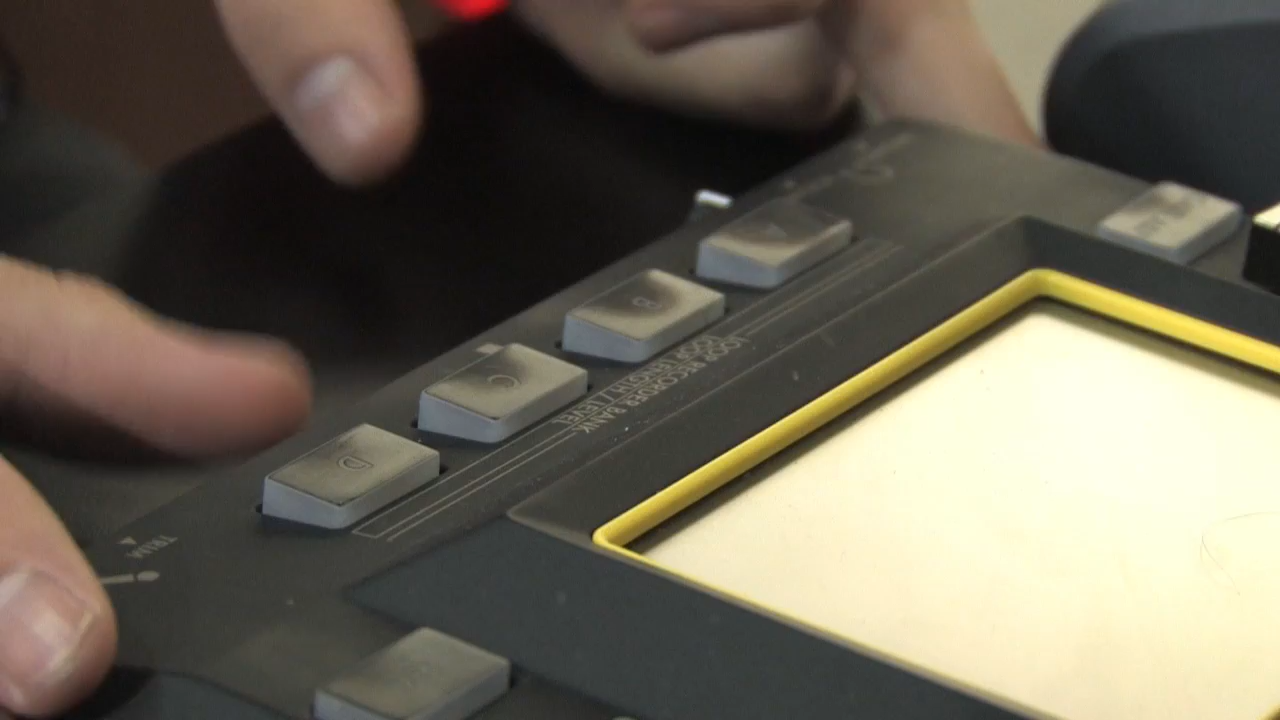 A
B
C
D
LOOP RECORDER BANK
LOOP LENGTH / LEVEL
TRIM